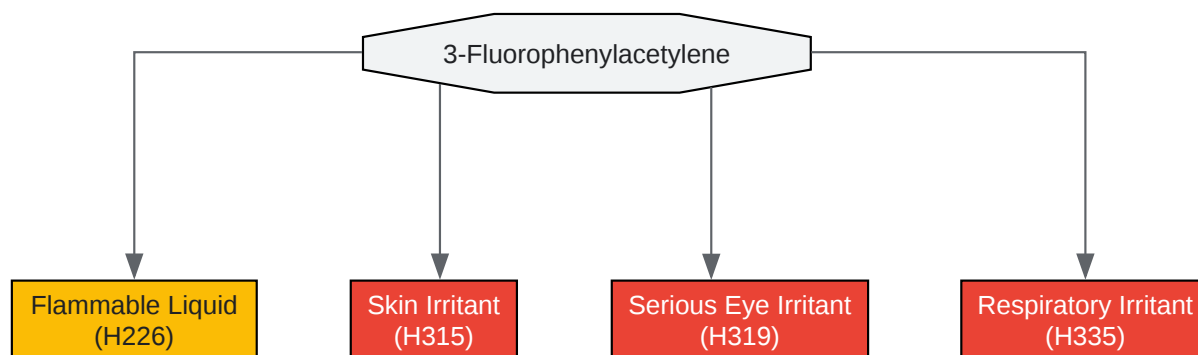 3-Fluorophenylacetylene
Flammable Liquid
(H226)
Skin Irritant
(H315)
Serious Eye Irritant
(H319)
Respiratory Irritant
(H335)